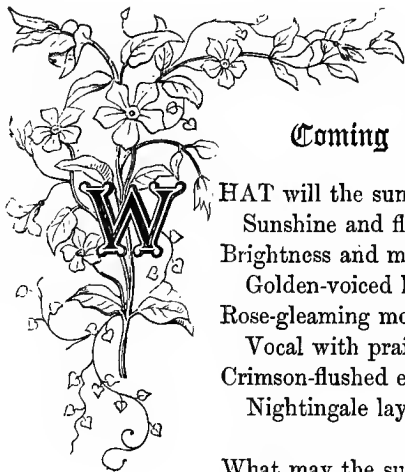 Coming
WHAT will the sun
Sunshine and fl
Brightness and m
Golden-voiced
Rose-gleaming mo
Vocal with prai
Crimson-flushed e
Nightingale lay
What may the su